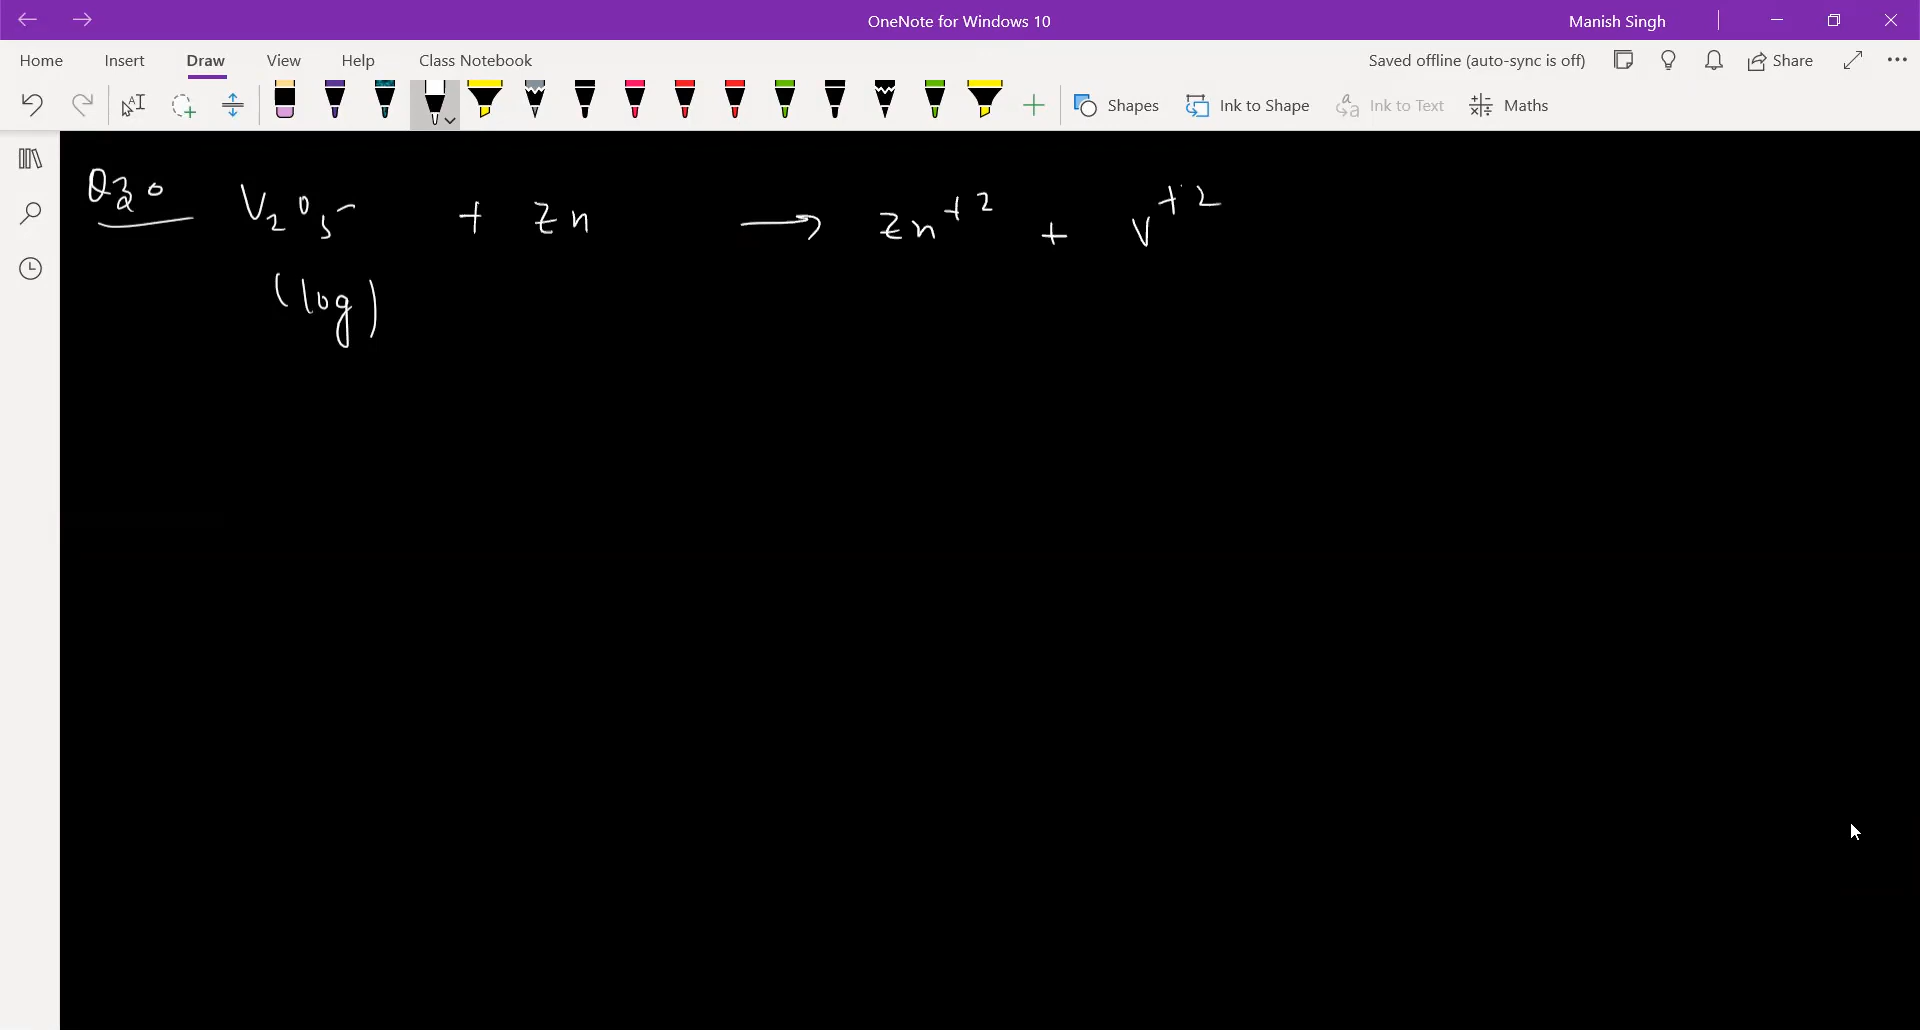 OneNote for Windows 10
Manish Singh
Home Insert Draw View Help Class Notebook
Saved offline (auto-sync is off) Share
Shapes Ink to Shape Ink to Text Maths
Q30 V2O5 + Zn → Zn+2 + V+2
(10g)